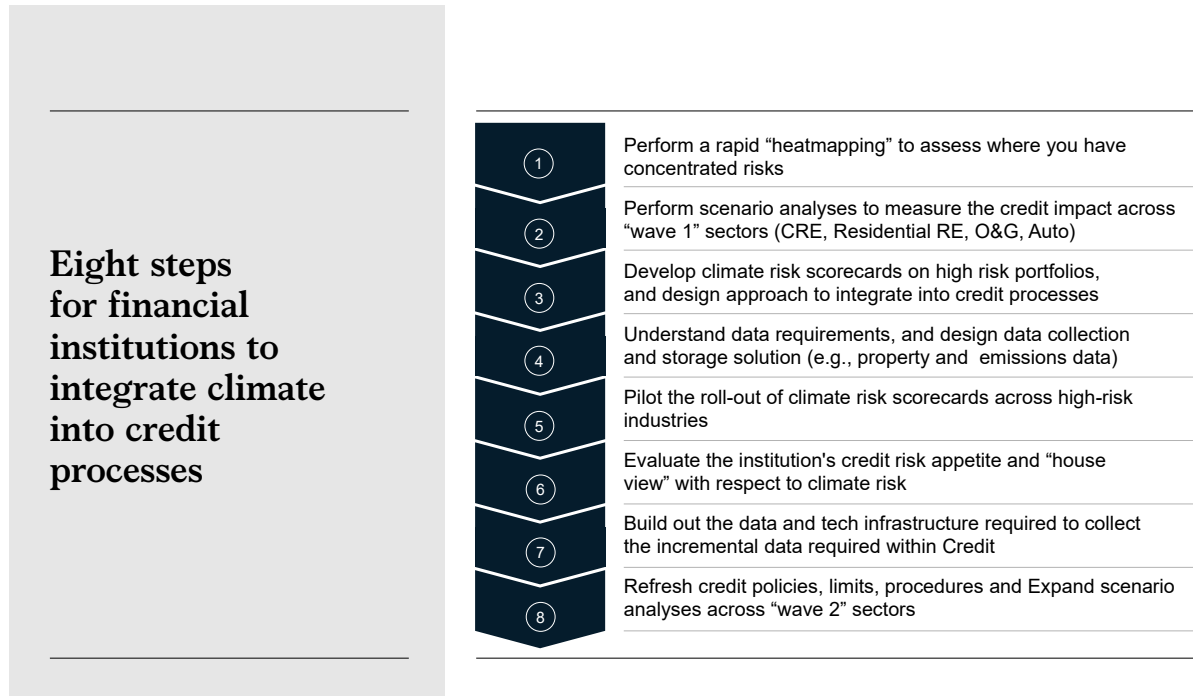 Eight steps
for financial
institutions to
integrate climate
into credit
processes
1
Perform a rapid “heatmapping” to assess where you have
concentrated risks
2
Perform scenario analyses to measure the credit impact across
“wave 1” sectors (CRE, Residential RE, O&G, Auto)
3
Develop climate risk scorecards on high risk portfolios,
and design approach to integrate into credit processes
4
Understand data requirements, and design data collection
and storage solution (e.g., property and  emissions data)
5
Pilot the roll-out of climate risk scorecards across high-risk
industries
6
Evaluate the institution's credit risk appetite and “house
view” with respect to climate risk
7
Build out the data and tech infrastructure required to collect
the incremental data required within Credit
8
Refresh credit policies, limits, procedures and Expand scenario
analyses across “wave 2” sectors